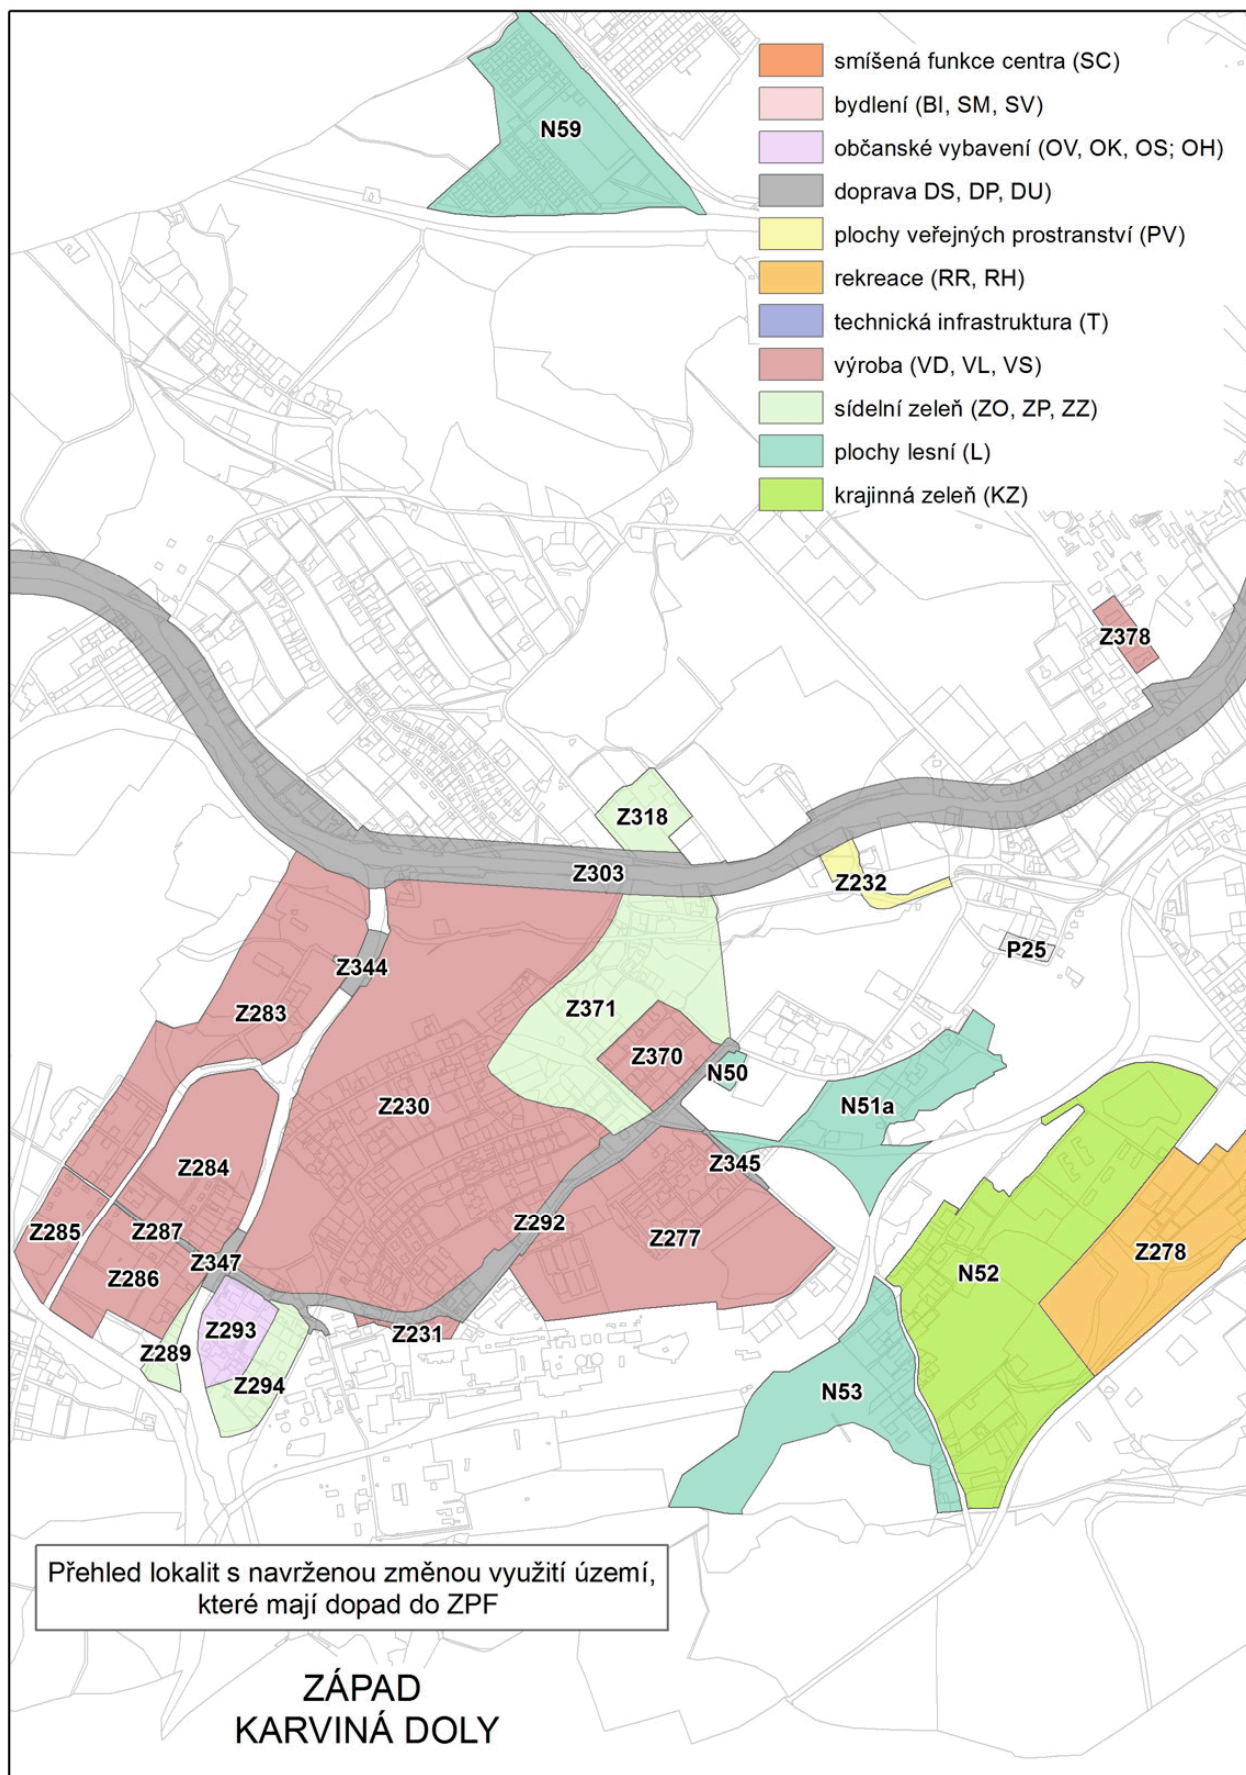 smíšená funkce centra (SC)
bydlení (BI, SM, SV)
občanské vybavení (OV, OK, OS; OH)
doprava DS, DP, DU)
plochy veřejných prostranství (PV)
rekreace (RR, RH)
technická infrastruktura (T)
výroba (VD, VL, VS)
sídelní zeleň (ZO, ZP, ZZ)
plochy lesní (L)
krajinná zeleň (KZ)
N59
Z378
Z318
Z303
Z232
P25
Z344
Z283
Z371
Z370
N50
Z230
N51a
Z284
Z345
Z285
Z287
Z292
Z277
Z278
Z347
Z286
N52
Z293
Z231
Z289
Z294
N53
Přehled lokalit s navrženou změnou využití území,
které mají dopad do ZPF
ZÁPAD
KARVINÁ DOLY